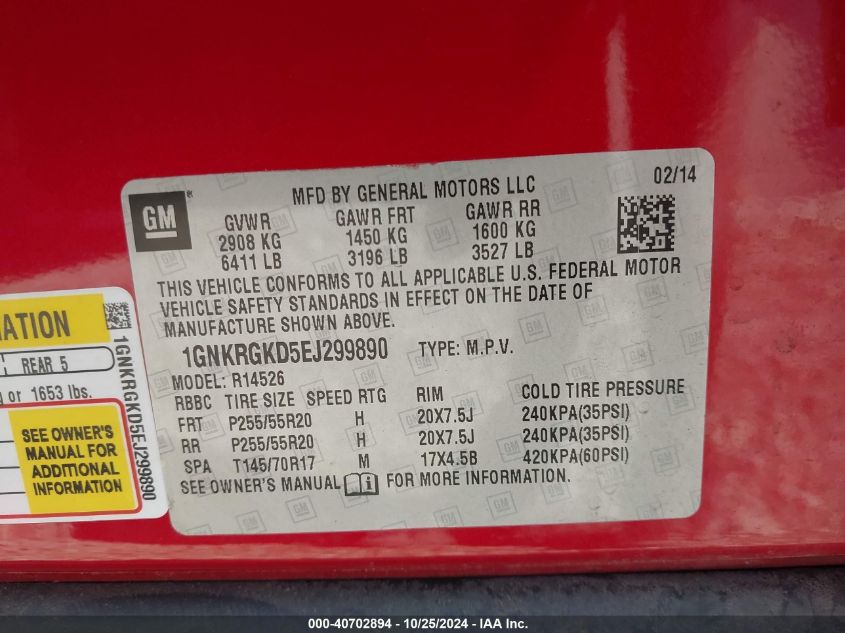 MFD BY GENERAL MOTORS LLC 02/14
GM
GVWR GAWR FRT GAWR RR
2908 KG 1450 KG 1600 KG
6411 LB 3196 LB 3527 LB
THIS VEHICLE CONFORMS TO ALL APPLICABLE U.S. FEDERAL MOTOR
VEHICLE SAFETY STANDARDS IN EFFECT ON THE DATE OF
MANUFACTURE SHOWN ABOVE.
1GNKRGKD5EJ299890 TYPE: M.P.V.
MODEL: R14526
RBBC TIRE SIZE SPEED RTG RIM COLD TIRE PRESSURE
FRT P255/55R20 H 20X7.5J 240KPA(35PSI)
RR P255/55R20 H 20X7.5J 240KPA(35PSI)
SPA T145/70R17 M 17X4.5B 420KPA(60PSI)
SEE OWNER'S MANUAL i FOR MORE INFORMATION.
REAR 5
or 1653 lbs.
SEE OWNER'S
MANUAL FOR
ADDITIONAL
INFORMATION
1GNKRGKD5EJ299890
000-40702894 - 10/25/2024 - IAA Inc.